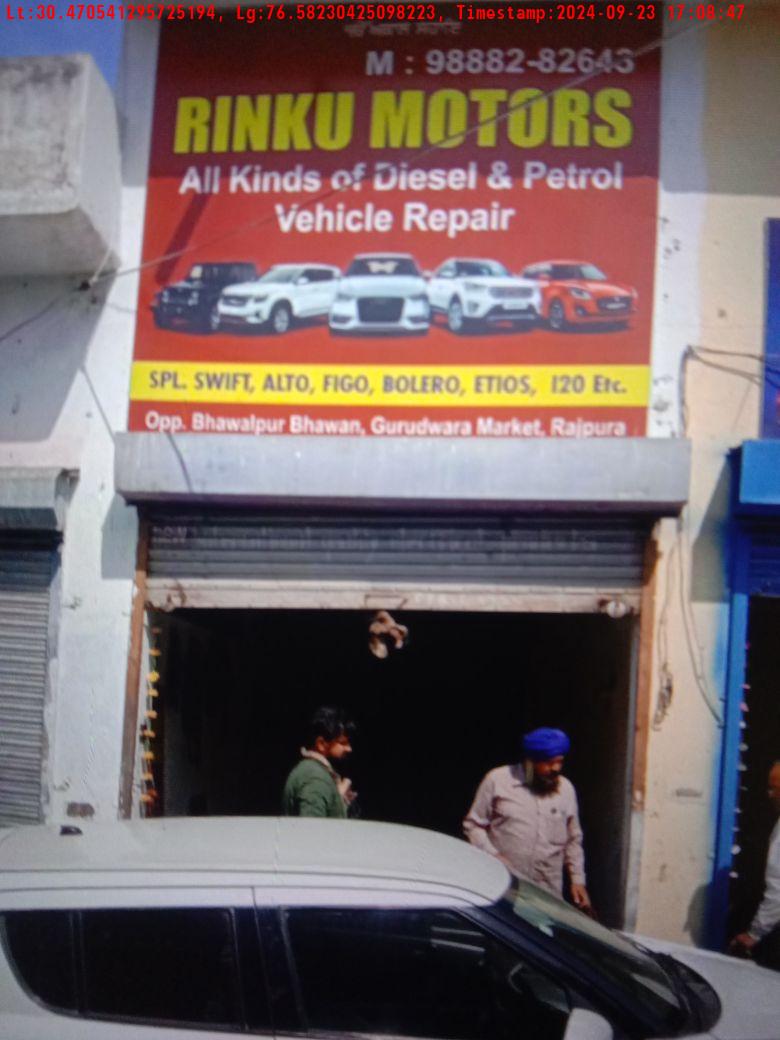 Lt:30.470541295725194, Lg:76.58230425098223, Timestamp:2024-09-23 17:08:47
M : 98882-82643
RINKU MOTORS
All Kinds of Diesel & Petrol
Vehicle Repair
SPL. SWIFT, ALTO, FIGO, BOLERO, ETIOS, I20 Etc.
Opp. Bhawalpur Bhawan, Gurudwara Market, Rajpura